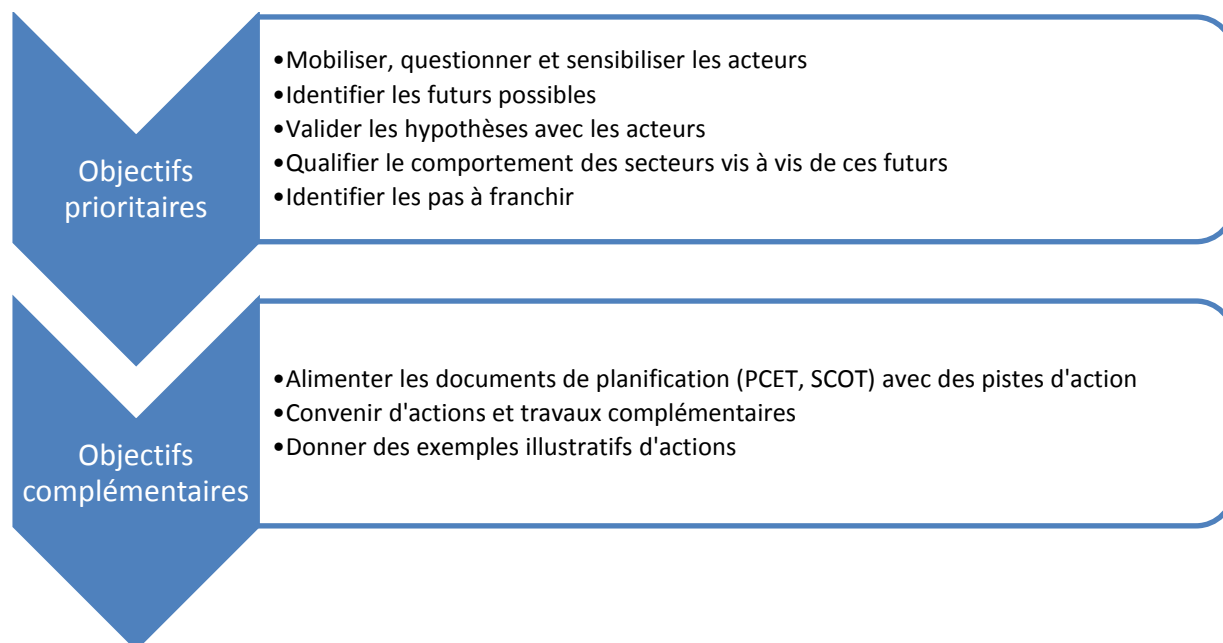 Objectifs
prioritaires
•Mobiliser, questionner et sensibiliser les acteurs
•Identifier les futurs possibles
•Valider les hypothèses avec les acteurs
•Qualifier le comportement des secteurs vis à vis de ces futurs
•Identifier les pas à franchir
Objectifs
complémentaires
•Alimenter les documents de planification (PCET, SCOT) avec des pistes d'action
•Convenir d'actions et travaux complémentaires
•Donner des exemples illustratifs d'actions